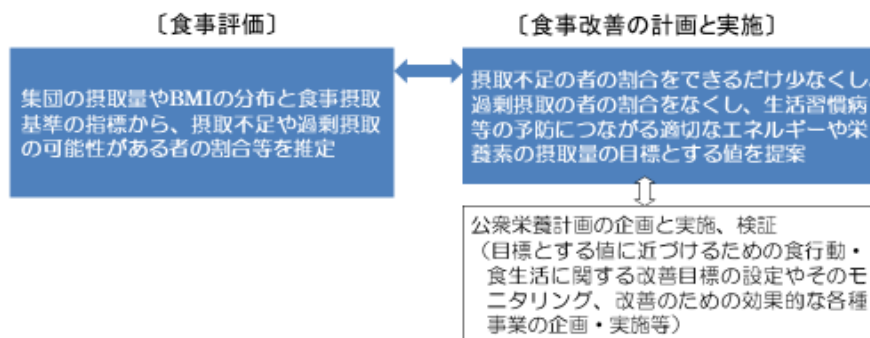 〔食事評価〕
〔食事改善の計画と実施〕
集団の摂取量やBMIの分布と食事摂取
基準の指標から、摂取不足や過剰摂取
の可能性がある者の割合等を推定
摂取不足の者の割合をできるだけ少なくし、
過剰摂取の者の割合をなくし、生活習慣病
等の予防につながる適切なエネルギーや栄
養素の摂取量の目標とする値を提案
公衆栄養計画の企画と実施、検証
（目標とする値に近づけるための食行動・
食生活に関する改善目標の設定やそのモ
ニタリング、改善のための効果的な各種
事業の企画・実施等）